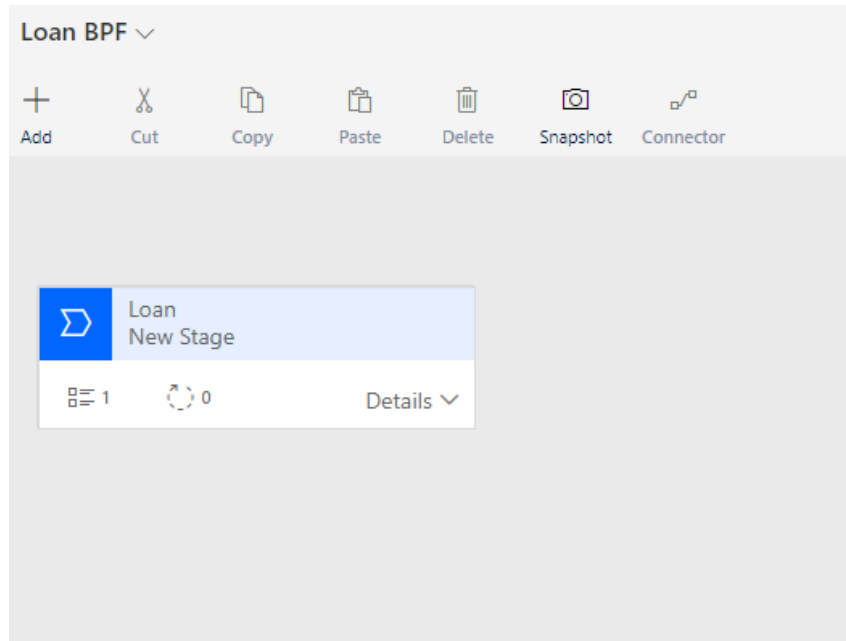 Loan BPF
Add Cut Copy Paste Delete Snapshot Connector
Loan
New Stage
1 0 Details